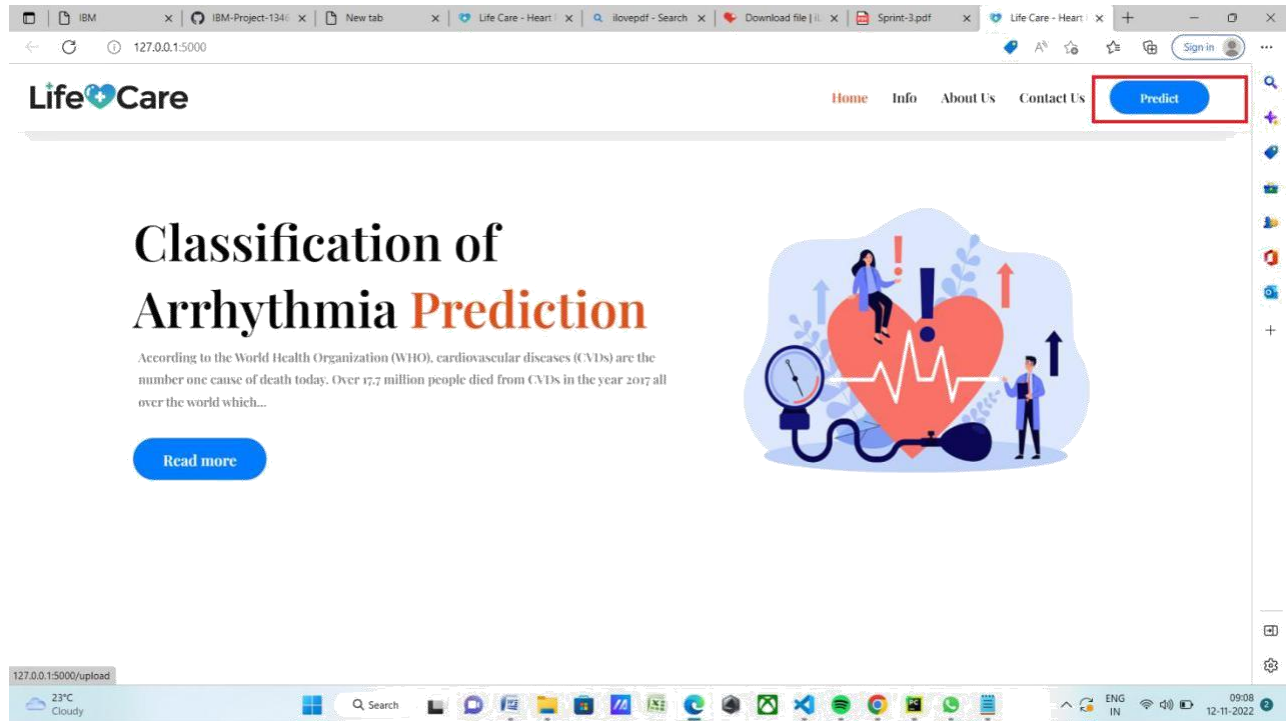 IBM
IBM-Project-1346
New tab
Life Care - Heart
ilovepdf - Search
Download file | iL
Sprint-3.pdf
Life Care - Heart
127.0.0.1:5000
Sign in
Life Care
Home Info About Us Contact Us Predict
Classification of
Arrhythmia Prediction
According to the World Health Organization (WHO), cardiovascular diseases (CVDs) are the
number one cause of death today. Over 17.7 million people died from CVDs in the year 2017 all
over the world which...
Read more
127.0.0.1:5000/upload
23°C
Cloudy
Search
ENG
IN
09:08
12-11-2022
2